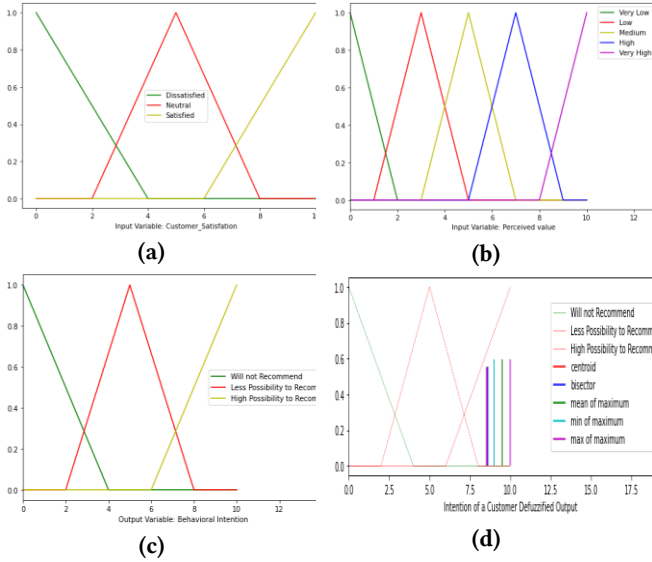 1.0
0.8
0.6
0.4
0.2
0.0
Dissatisfied
Neutral
Satisfied
0 2 4 6 8 10
Input Variable: Customer_Satisfation
(a)
1.0
0.8
0.6
0.4
0.2
0.0
Very Low
Low
Medium
High
Very High
0 2 4 6 8 10 12
Input Variable: Perceived value
(b)
1.0
0.8
0.6
0.4
0.2
0.0
Will not Recommend
Less Possibility to Recom
High Possibility to Recom
0 2 4 6 8 10 12
Output Variable: Behavioral Intention
(c)
1.0
0.8
0.6
0.4
0.2
0.0
Will not Recommend
Less Possibility to Recomm
High Possibility to Recomm
centroid
bisector
mean of maximum
min of maximum
max of maximum
0.0 2.5 5.0 7.5 10.0 12.5 15.0 17.5
Intention of a Customer Defuzzified Output
(d)